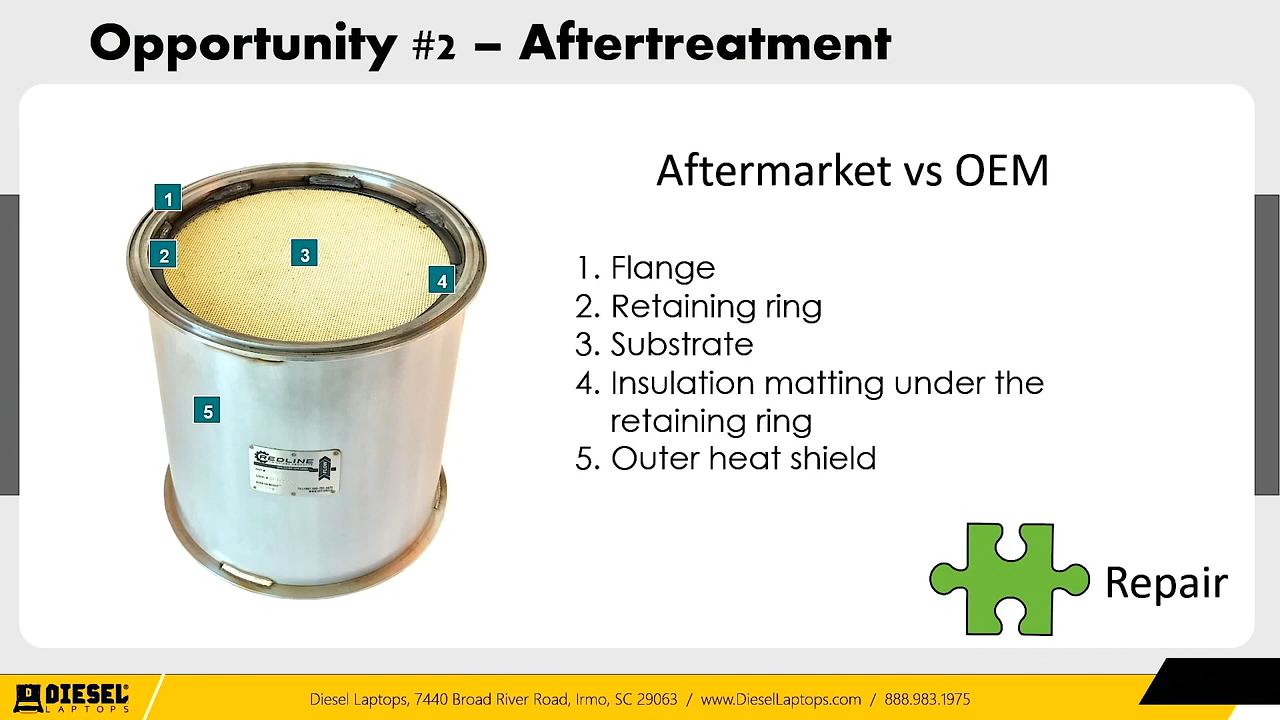 Opportunity #2 – Aftertreatment
Aftermarket vs OEM
1
2
3
4
5
1. Flange
2. Retaining ring
3. Substrate
4. Insulation matting under the
retaining ring
5. Outer heat shield
REDLINE
Repair
DIESEL
LAPTOPS
Diesel Laptops, 7440 Broad River Road, Irmo, SC 29063 / www.DieselLaptops.com / 888.983.1975